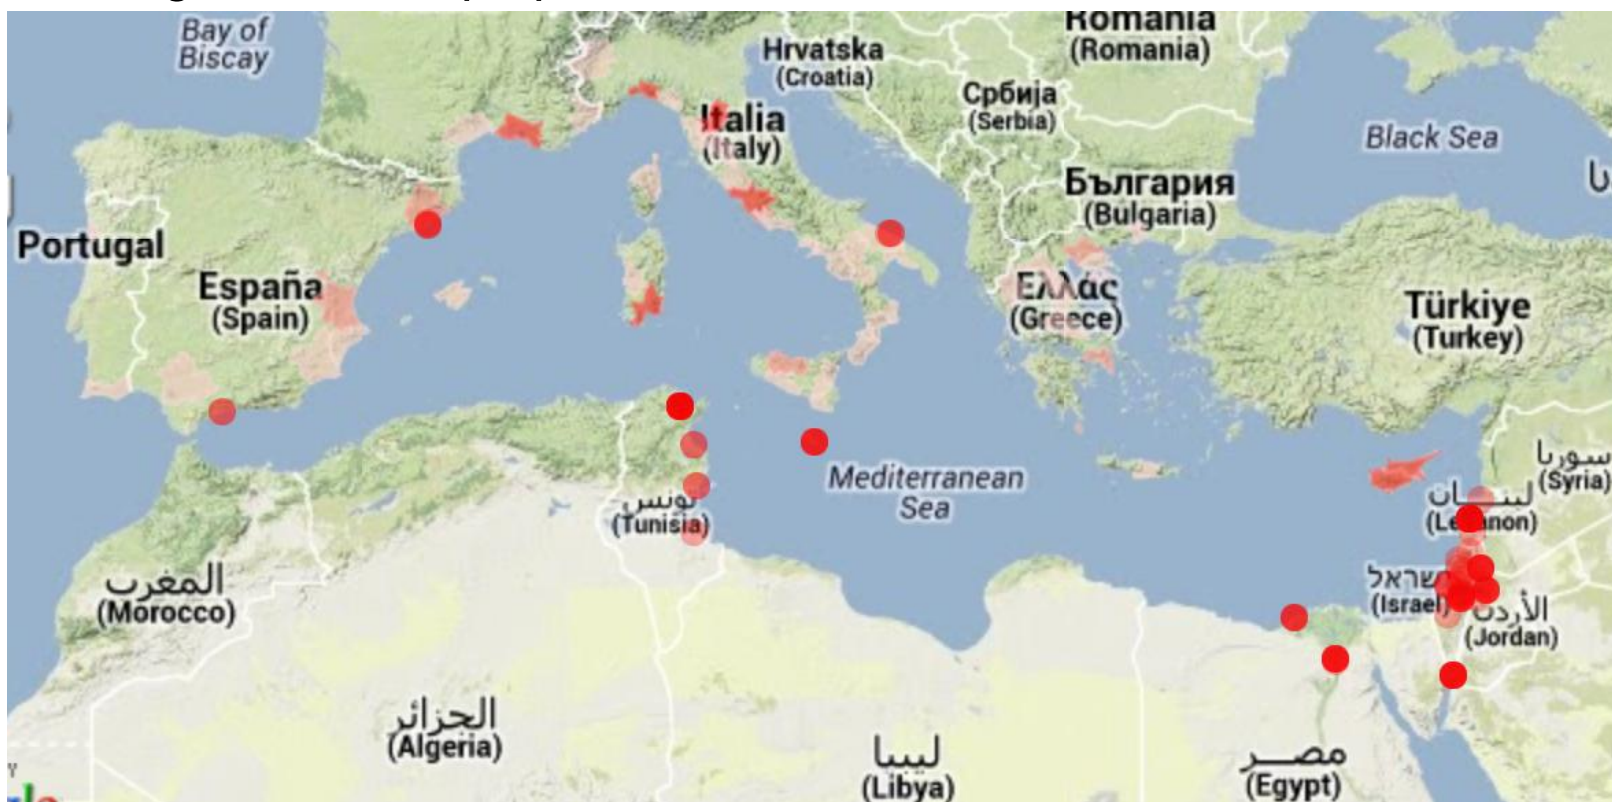 Bay of
Biscay
Hrvatska
(Croatia)
Romania
(Romania)
Србија
(Serbia)
Italia
(Italy)
Black Sea
България
(Bulgaria)
Portugal
España
(Spain)
Ελλάς
(Greece)
Türkiye
(Turkey)
Mediterranean
Sea
سوريا
(Syria)
لبنـــان
(Lebanon)
تونس
(Tunisia)
ישראל
(Israel)
الأردن
(Jordan)
المغرب
(Morocco)
الجزائر
(Algeria)
ليبيا
(Libya)
مصـــر
(Egypt)